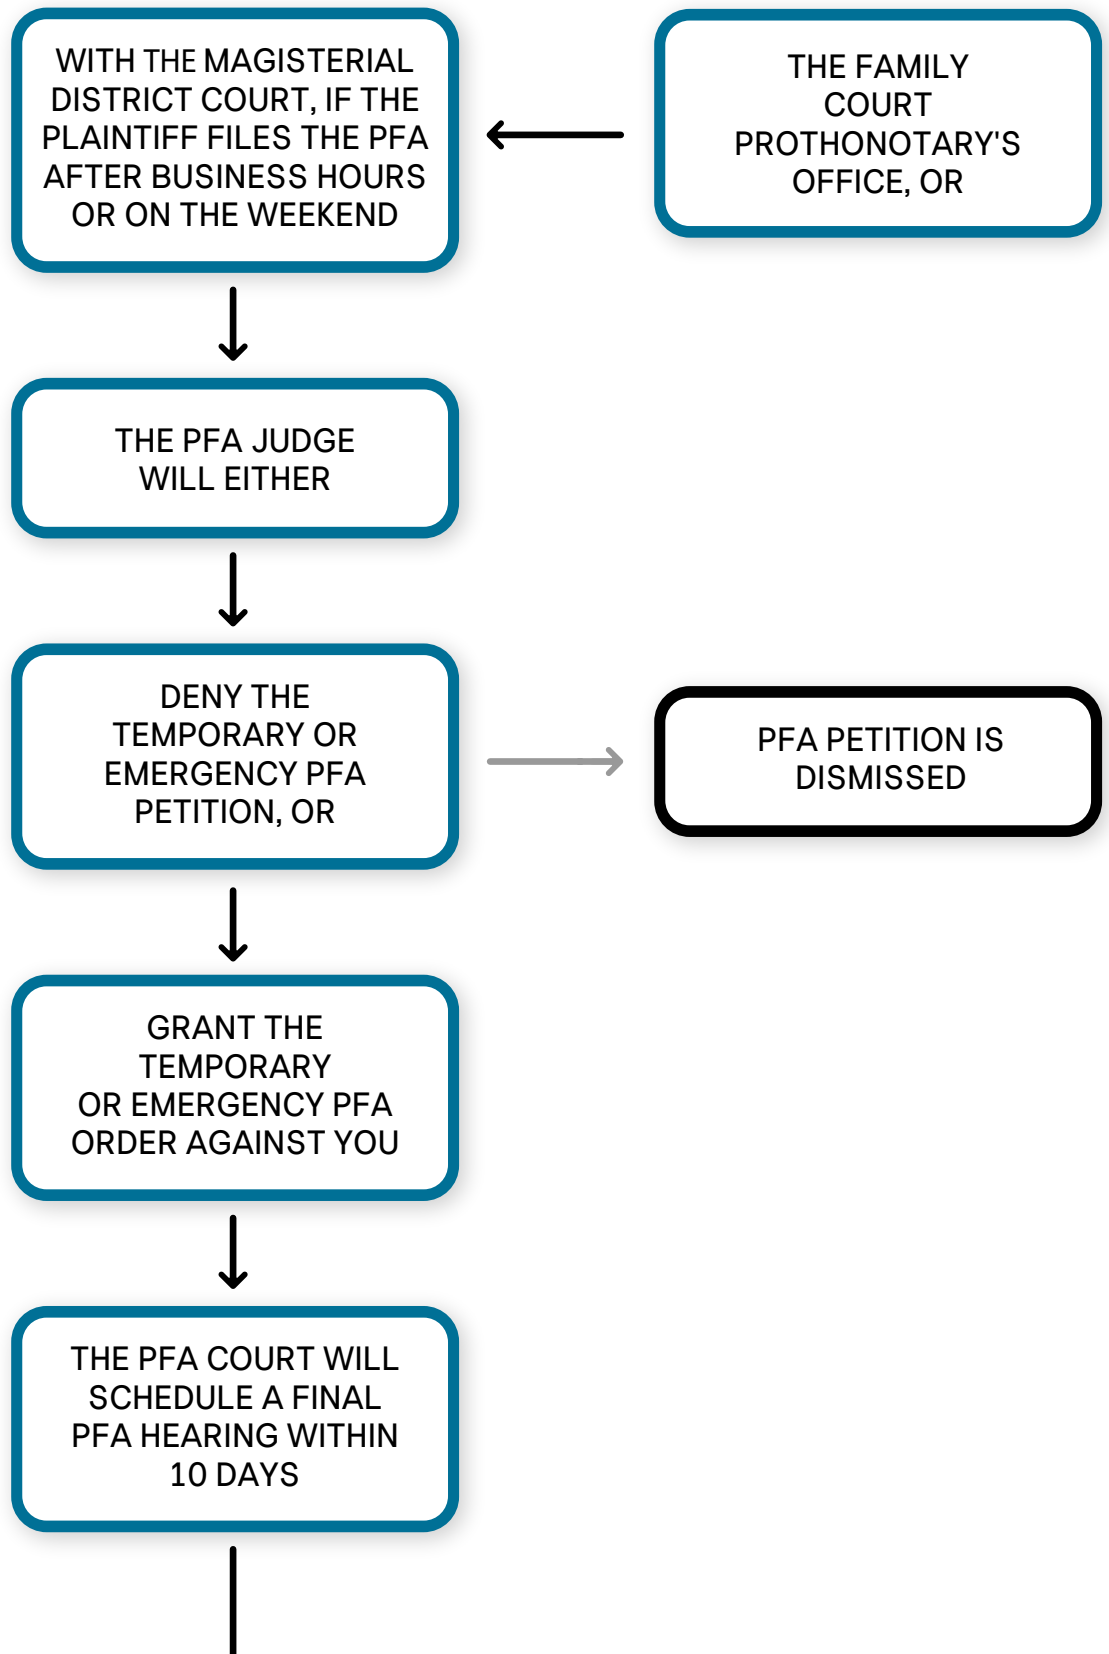 THE FAMILY
COURT
PROTHONOTARY'S
OFFICE, OR
WITH THE MAGISTERIAL
DISTRICT COURT, IF THE
PLAINTIFF FILES THE PFA
AFTER BUSINESS HOURS
OR ON THE WEEKEND
THE PFA JUDGE
WILL EITHER
DENY THE
TEMPORARY OR
EMERGENCY PFA
PETITION, OR
PFA PETITION IS
DISMISSED
GRANT THE
TEMPORARY
OR EMERGENCY PFA
ORDER AGAINST YOU
THE PFA COURT WILL
SCHEDULE A FINAL
PFA HEARING WITHIN
10 DAYS